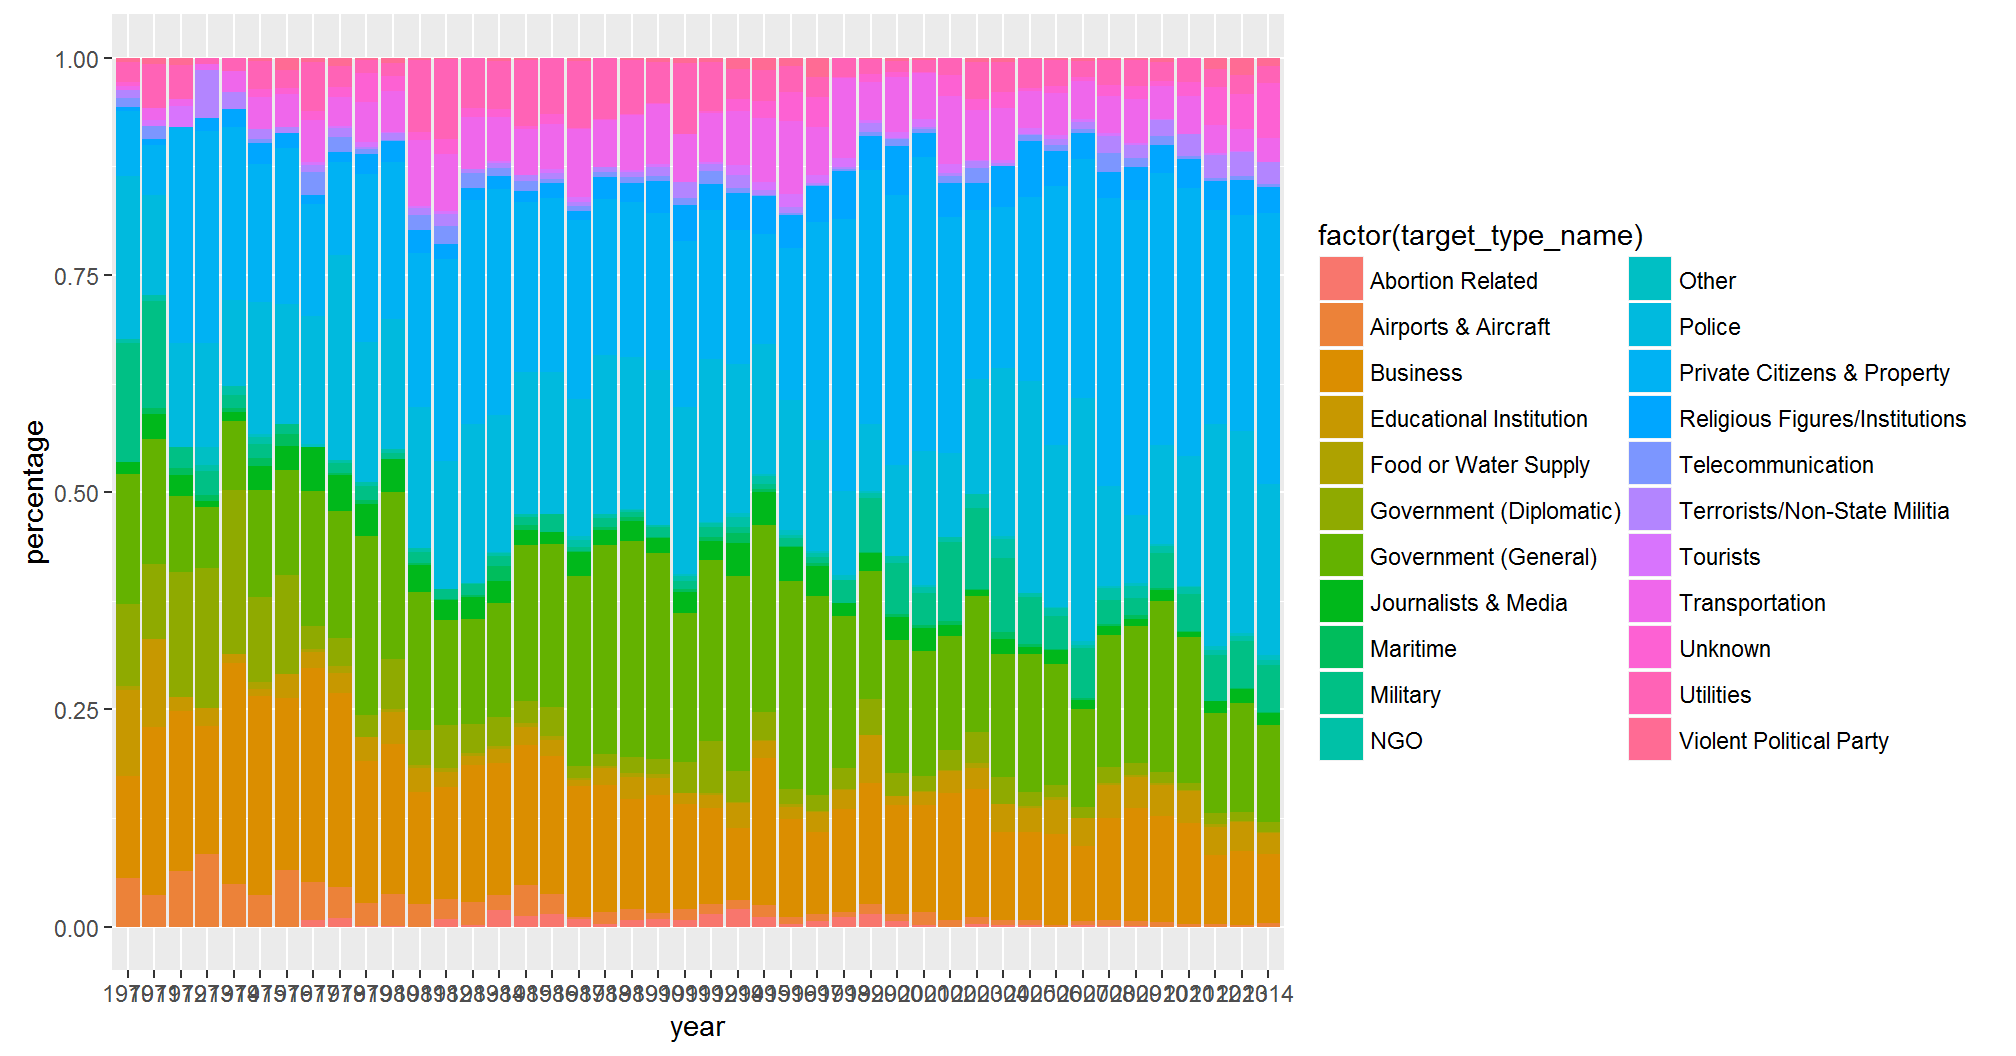 1.00
0.75
0.50
0.25
0.00
percentage
year
factor(target_type_name)
Abortion Related
Airports & Aircraft
Business
Educational Institution
Food or Water Supply
Government (Diplomatic)
Government (General)
Journalists & Media
Maritime
Military
NGO
Other
Police
Private Citizens & Property
Religious Figures/Institutions
Telecommunication
Terrorists/Non-State Militia
Tourists
Transportation
Unknown
Utilities
Violent Political Party